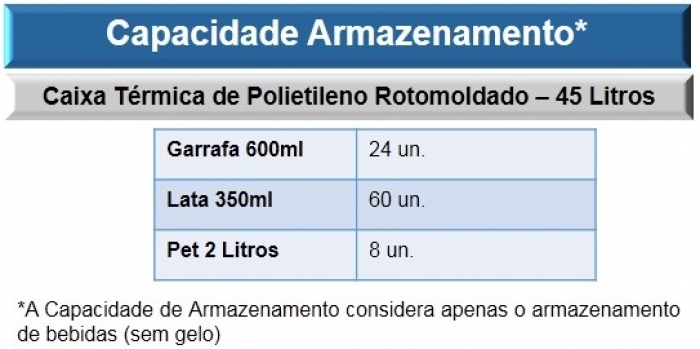 Capacidade Armazenamento*
Caixa Térmica de Polietileno Rotomoldado – 45 Litros
Garrafa 600ml 24 un.
Lata 350ml 60 un.
Pet 2 Litros 8 un.
*A Capacidade de Armazenamento considera apenas o armazenamento
de bebidas (sem gelo)